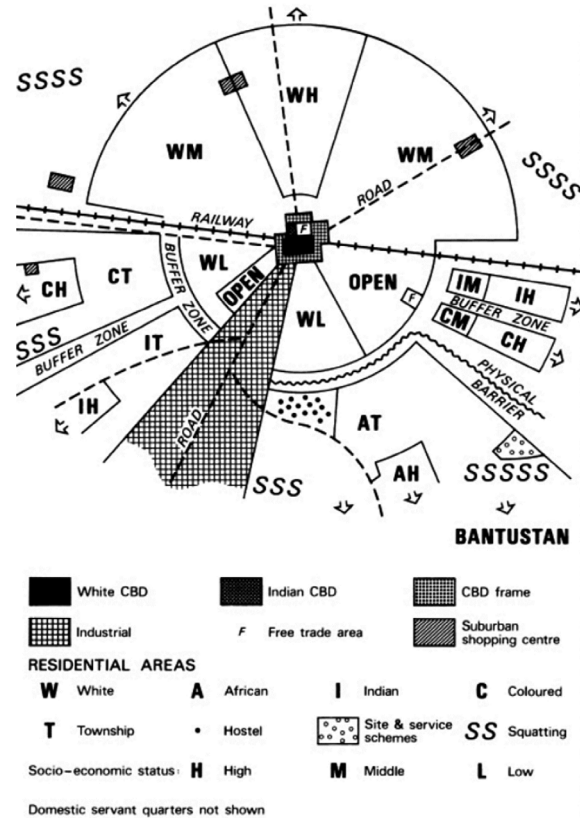 SSSS
WH
WM
WM
ROAD
SSSS
RAILWAY
F
WL
OPEN
OPEN
BUFFER ZONE
CT
CH
WL
F
IM
IH
BUFFER ZONE
CM
CH
SSS
BUFFER ZONE
IT
PHYSICAL
BARRIER
IH
ROAD
AT
SSS
AH
SSSSS
BANTUSTAN
White CBD
Indian CBD
CBD frame
Industrial
F Free trade area
Suburban
shopping centre
RESIDENTIAL AREAS
W White
A African
I Indian
C Coloured
T Township
Hostel
Site & service
schemes
SS Squatting
Socio-economic status: H High
M Middle
L Low
Domestic servant quarters not shown